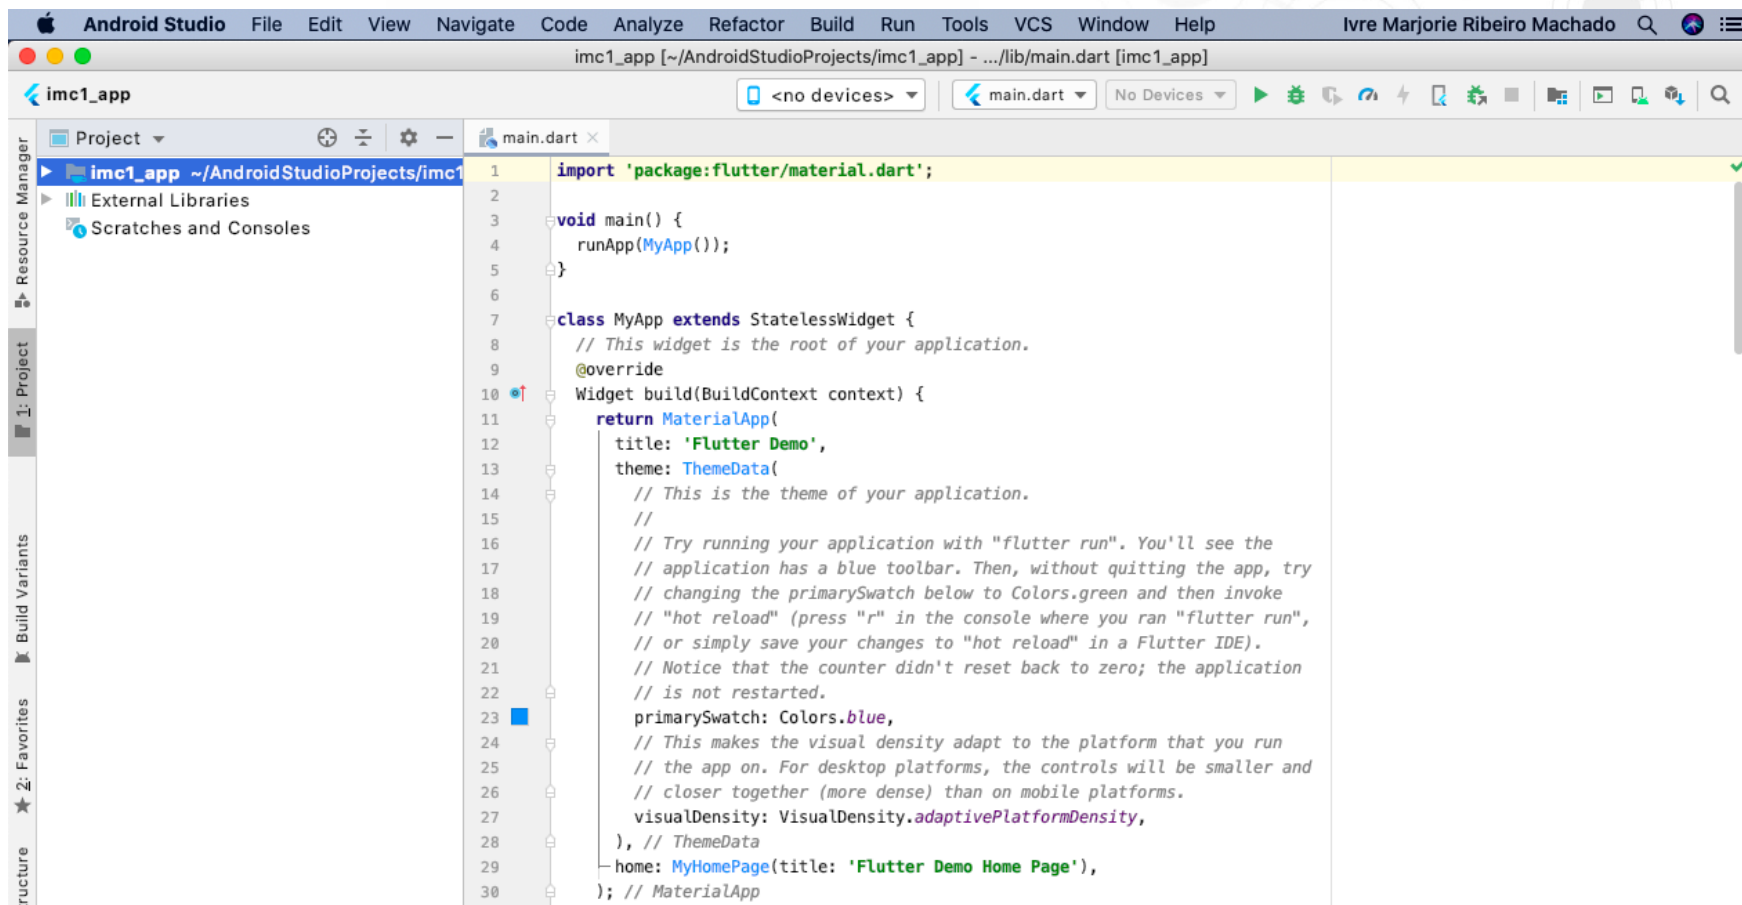 Android Studio File Edit View Navigate Code Analyze Refactor Build Run Tools VCS Window Help Ivre Marjorie Ribeiro Machado
imc1_app [~/AndroidStudioProjects/imc1_app] - .../lib/main.dart [imc1_app]
imc1_app <no devices> main.dart No Devices
Project main.dart
Resource Manager
1: Project
Build Variants
2: Favorites
ructure
imc1_app ~/AndroidStudioProjects/imc1
External Libraries
Scratches and Consoles
1 import 'package:flutter/material.dart';
2
3 void main() {
4 runApp(MyApp());
5 }
6
7 class MyApp extends StatelessWidget {
8 // This widget is the root of your application.
9 @override
10 Widget build(BuildContext context) {
11 return MaterialApp(
12 title: 'Flutter Demo',
13 theme: ThemeData(
14 // This is the theme of your application.
15 //
16 // Try running your application with "flutter run". You'll see the
17 // application has a blue toolbar. Then, without quitting the app, try
18 // changing the primarySwatch below to Colors.green and then invoke
19 // "hot reload" (press "r" in the console where you ran "flutter run",
20 // or simply save your changes to "hot reload" in a Flutter IDE).
21 // Notice that the counter didn't reset back to zero; the application
22 // is not restarted.
23 primarySwatch: Colors.blue,
24 // This makes the visual density adapt to the platform that you run
25 // the app on. For desktop platforms, the controls will be smaller and
26 // closer together (more dense) than on mobile platforms.
27 visualDensity: VisualDensity.adaptivePlatformDensity,
28 ), // ThemeData
29 home: MyHomePage(title: 'Flutter Demo Home Page'),
30 ); // MaterialApp